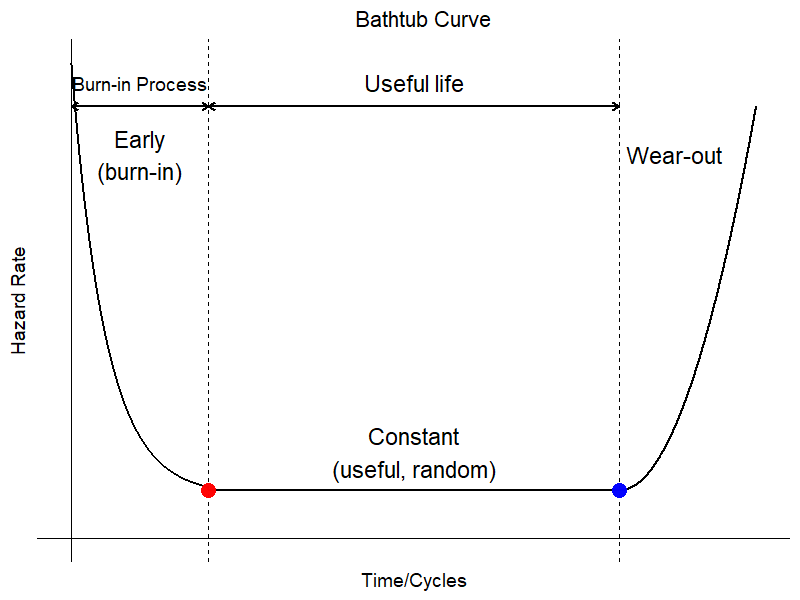 Bathtub Curve
Burn-in Process
Useful life
Early
(burn-in)
Wear-out
Hazard Rate
Constant
(useful, random)
Time/Cycles